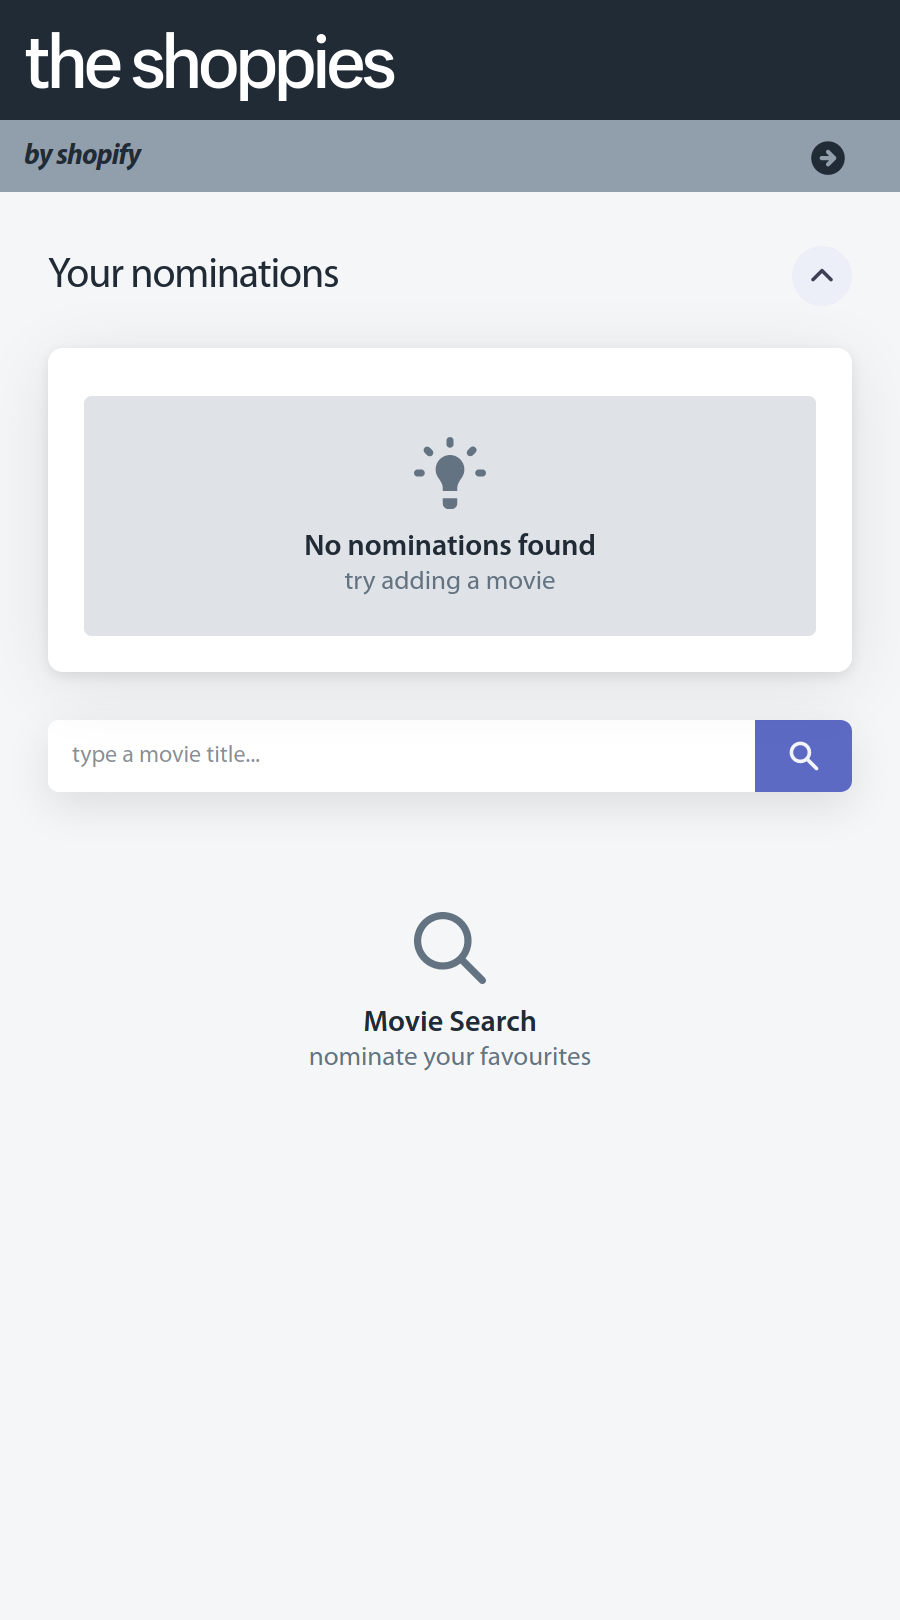 the shoppies
by shopify
Your nominations
No nominations found
try adding a movie
type a movie title...
Movie Search
nominate your favourites